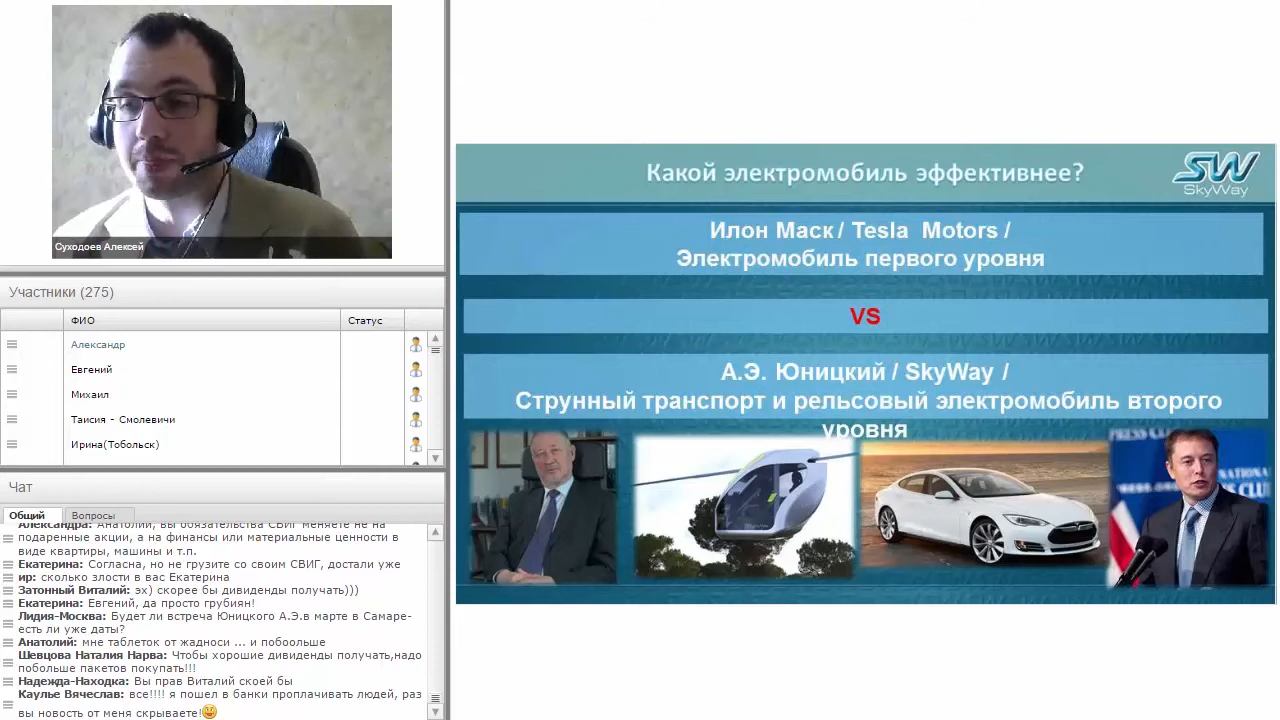 Суходоев Алексей
Участники (275)
ФИО
Статус
Александр
Евгений
Михаил
Таисия - Смолевичи
Ирина(Тобольск)
Чат
Общий
Вопросы
Александра: Анатолий, вы обязательства СВИГ меняете не на
подаренные акции, а на финансы или материальные ценности в
виде квартиры, машины и т.п.
Екатерина: Согласна, но не грузите со своим СВИГ, достали уже
ир: сколько злости в вас Екатерина
Затонный Виталий: эх) скорее бы дивиденды получать)))
Екатерина: Евгений, да просто грубиян!
Лидия-Москва: Будет ли встреча Юницкого А.Э.в марте в Самаре-
есть ли уже даты?
Анатолий: мне таблеток от жадноси ... и побоольше
Шевцова Наталия Нарва: Чтобы хорошие дивиденды получать,надо
побольше пакетов покупать!!!
Надежда-Находка: Вы прав Виталий скоей бы
Каулье Вячеслав: все!!!! я пошел в банки проплачивать людей, раз
вы новость от меня скрываете!
Какой электромобиль эффективнее?
SW
SkyWay
Илон Маск / Tesla Motors /
Электромобиль первого уровня
VS
А.Э. Юницкий / SkyWay /
Струнный транспорт и рельсовый электромобиль второго
уровня
PRESS CLUB
NATIONAL
CLUB